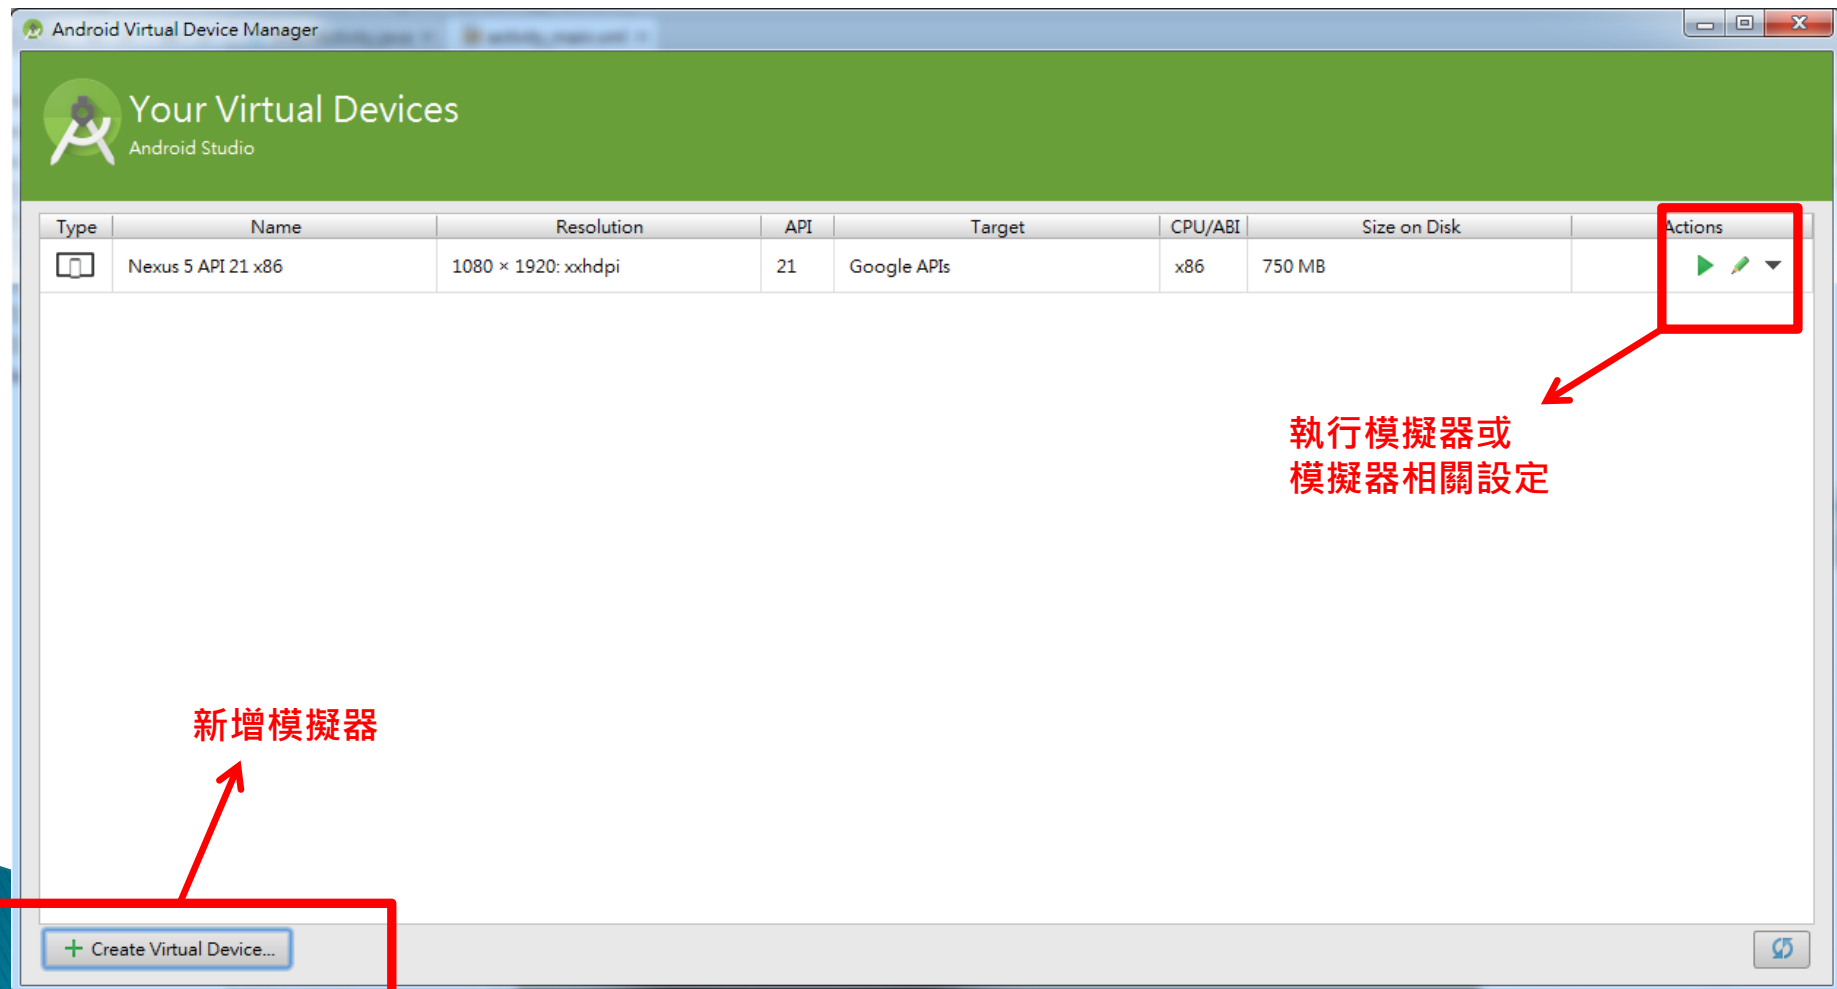 Android Virtual Device Manager
Your Virtual Devices
Android Studio
Type Name Resolution API Target CPU/ABI Size on Disk Actions
Nexus 5 API 21 x86 1080 × 1920: xxhdpi 21 Google APIs x86 750 MB
執行模擬器或
模擬器相關設定
新增模擬器
Create Virtual Device...